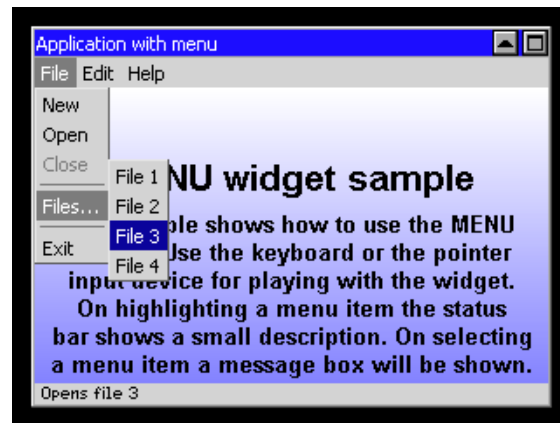 Application with menu
File Edit Help
New
Open
Close
Files...
Exit
File 1
File 2
File 3
File 4
NU widget sample
ple shows how to use the MENU
Use the keyboard or the pointer
input device for playing with the widget.
On highlighting a menu item the status
bar shows a small description. On selecting
a menu item a message box will be shown.
Opens file 3